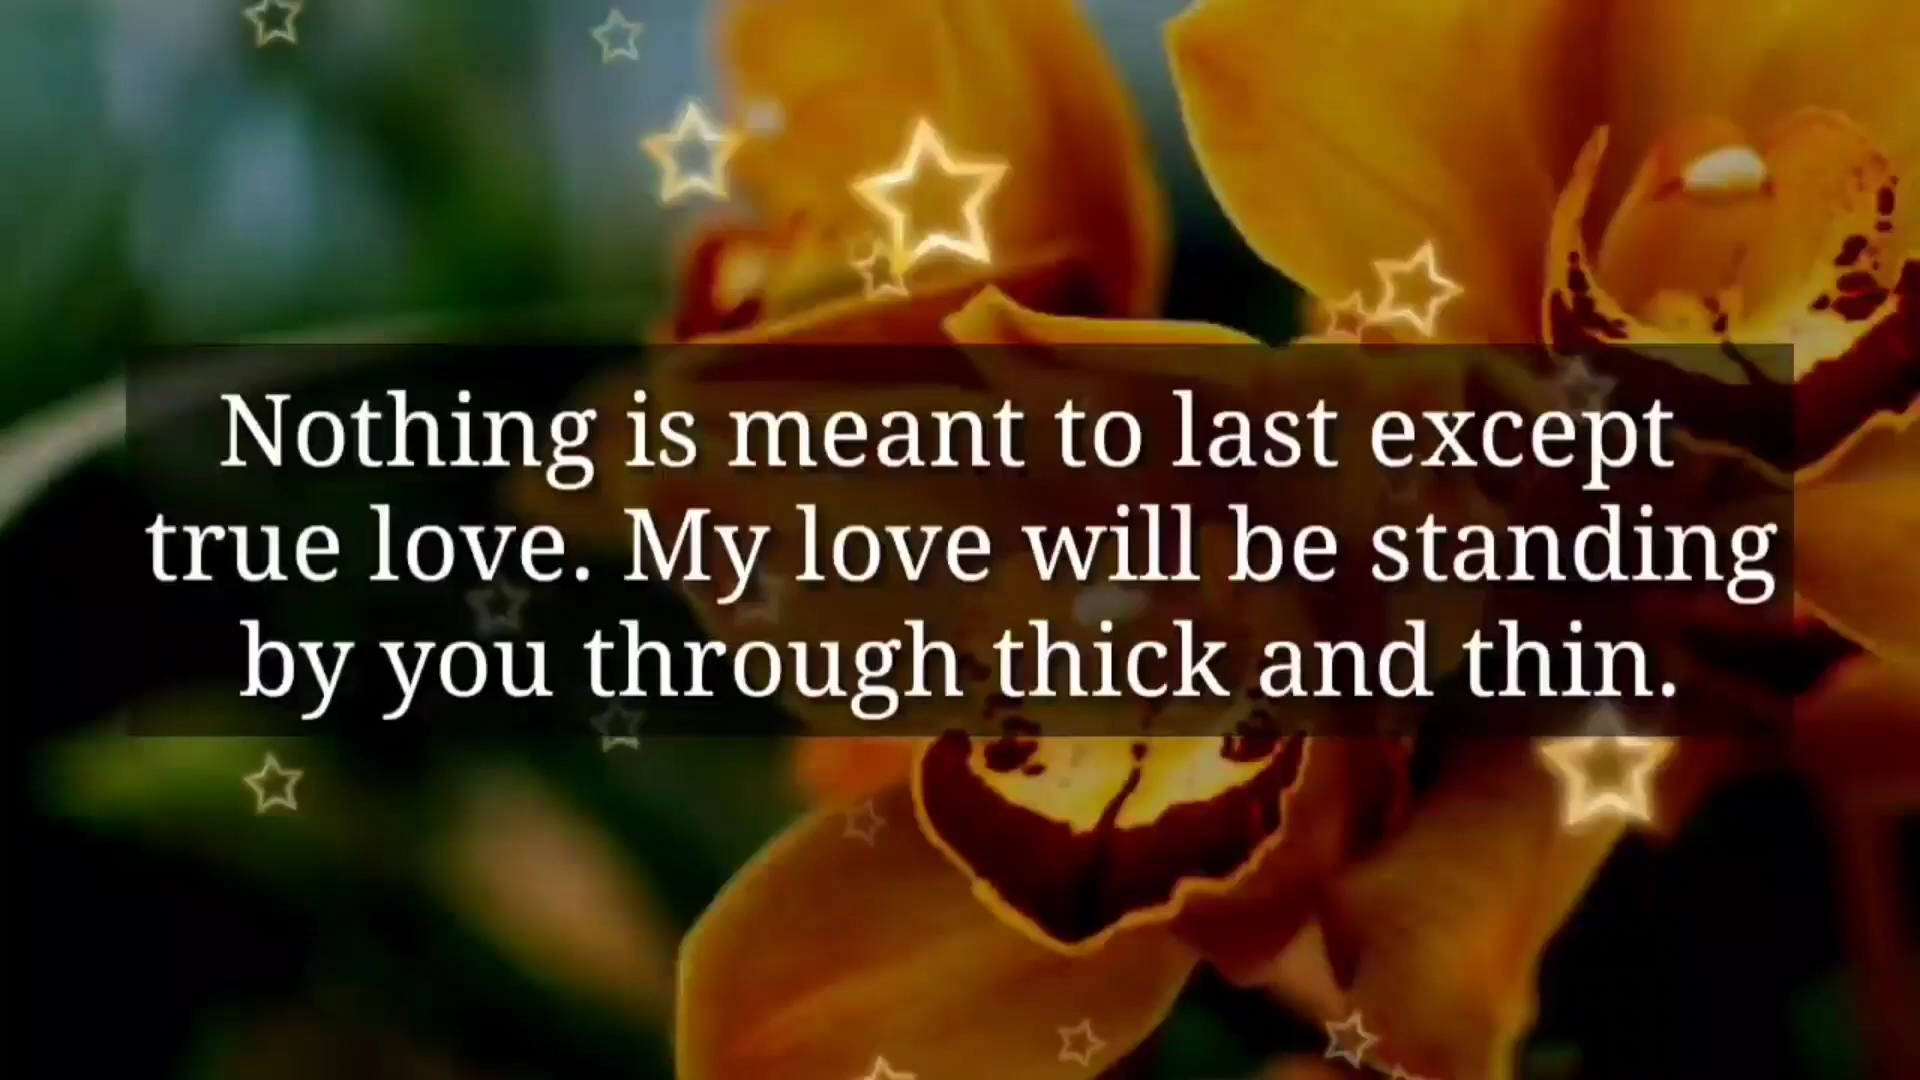 Nothing is meant to last except
true love. My love will be standing
by you through thick and thin.